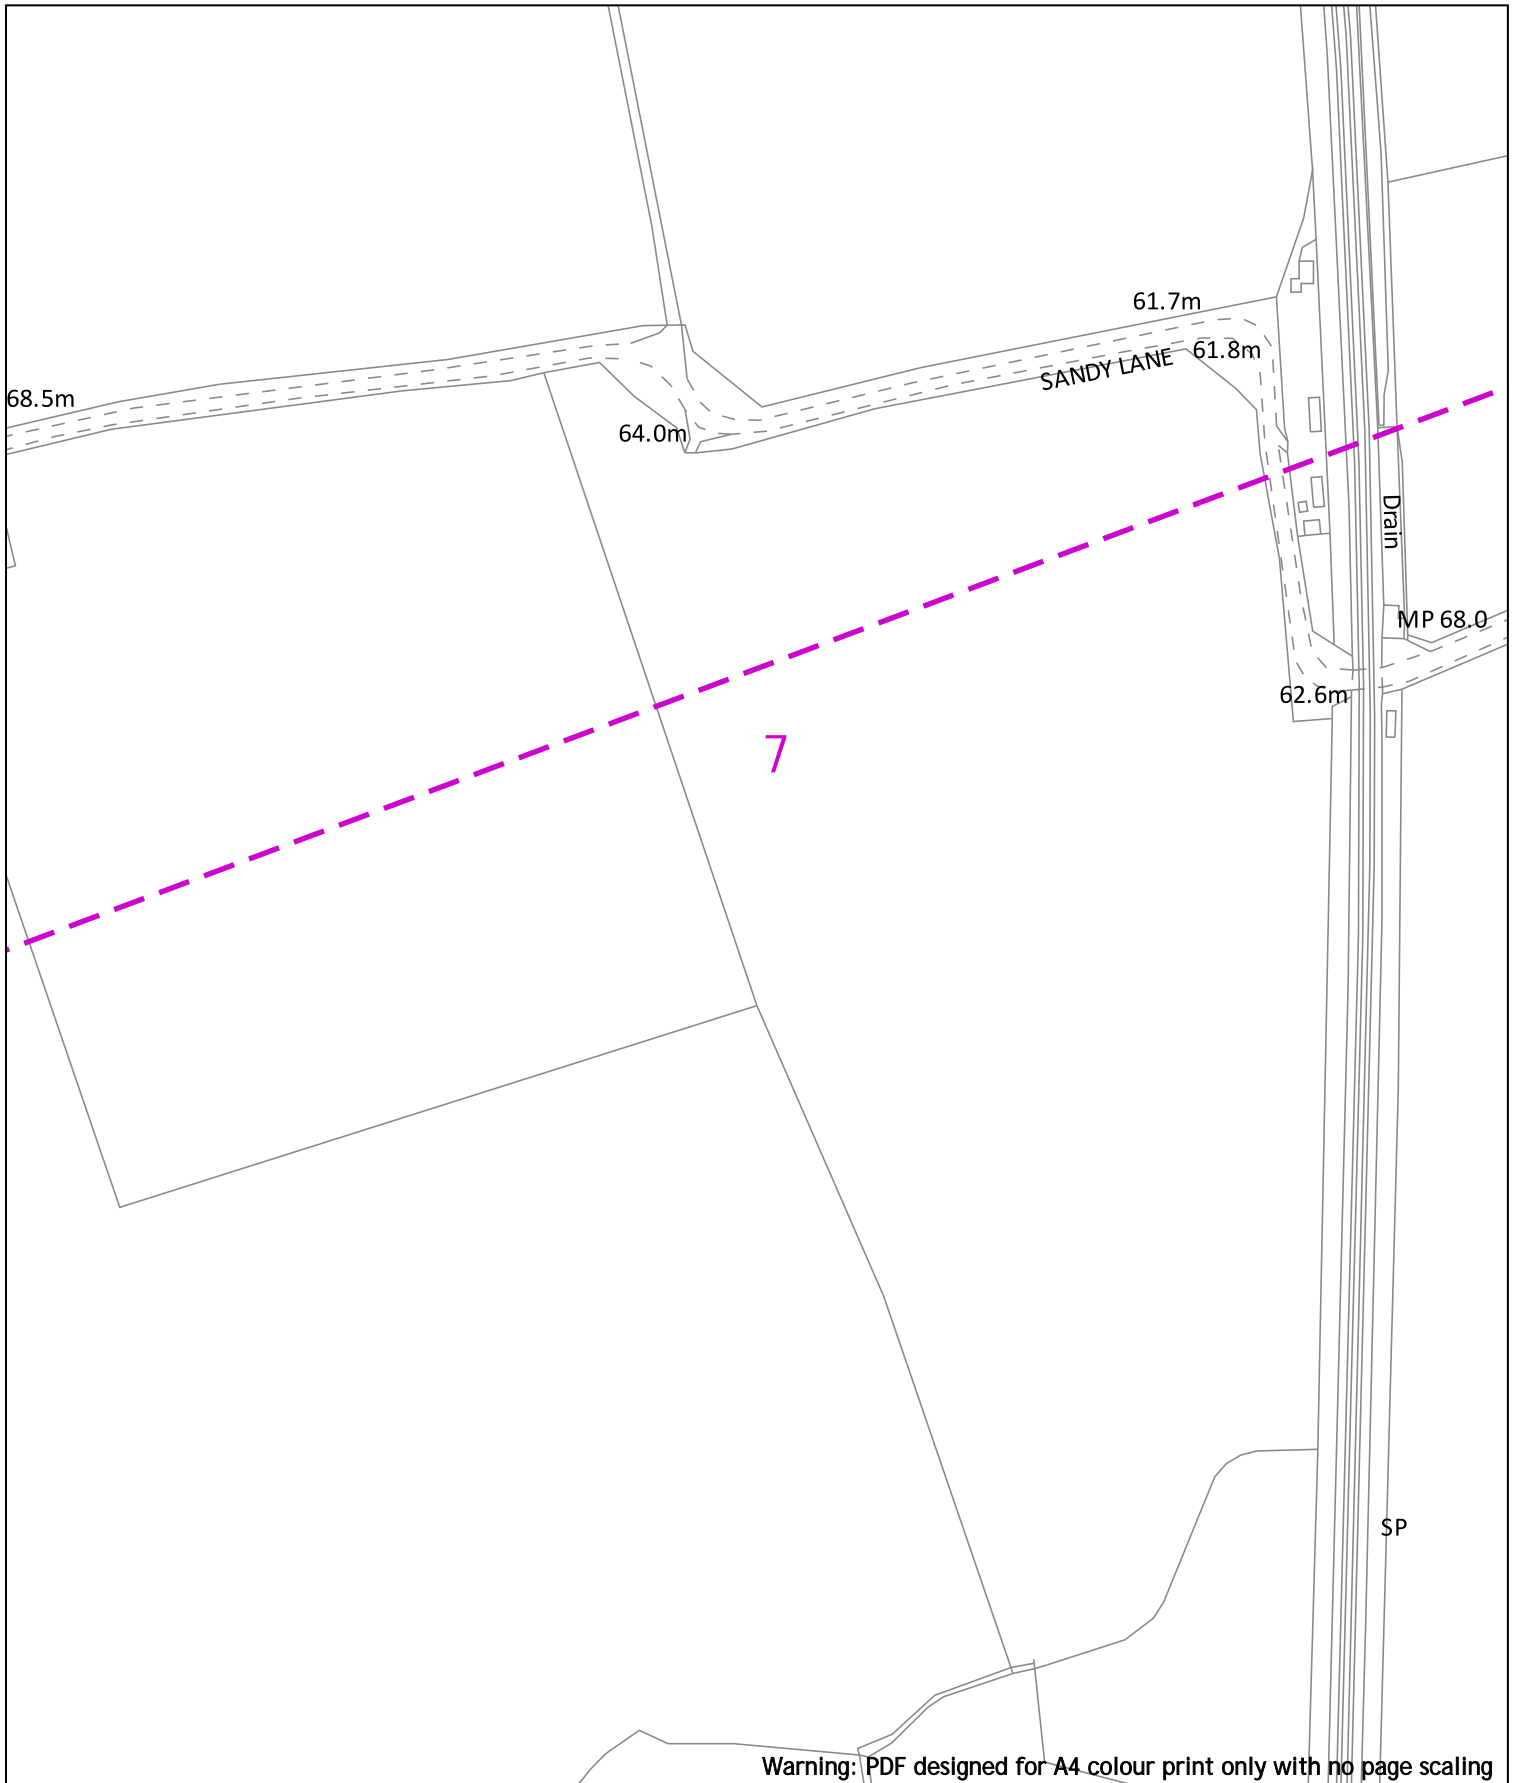 61.7m
61.8m
SANDY LANE
68.5m
64.0m
Drain
MP 68.0
62.6m
7
SP
Warning: PDF designed for A4 colour print only with no page scaling